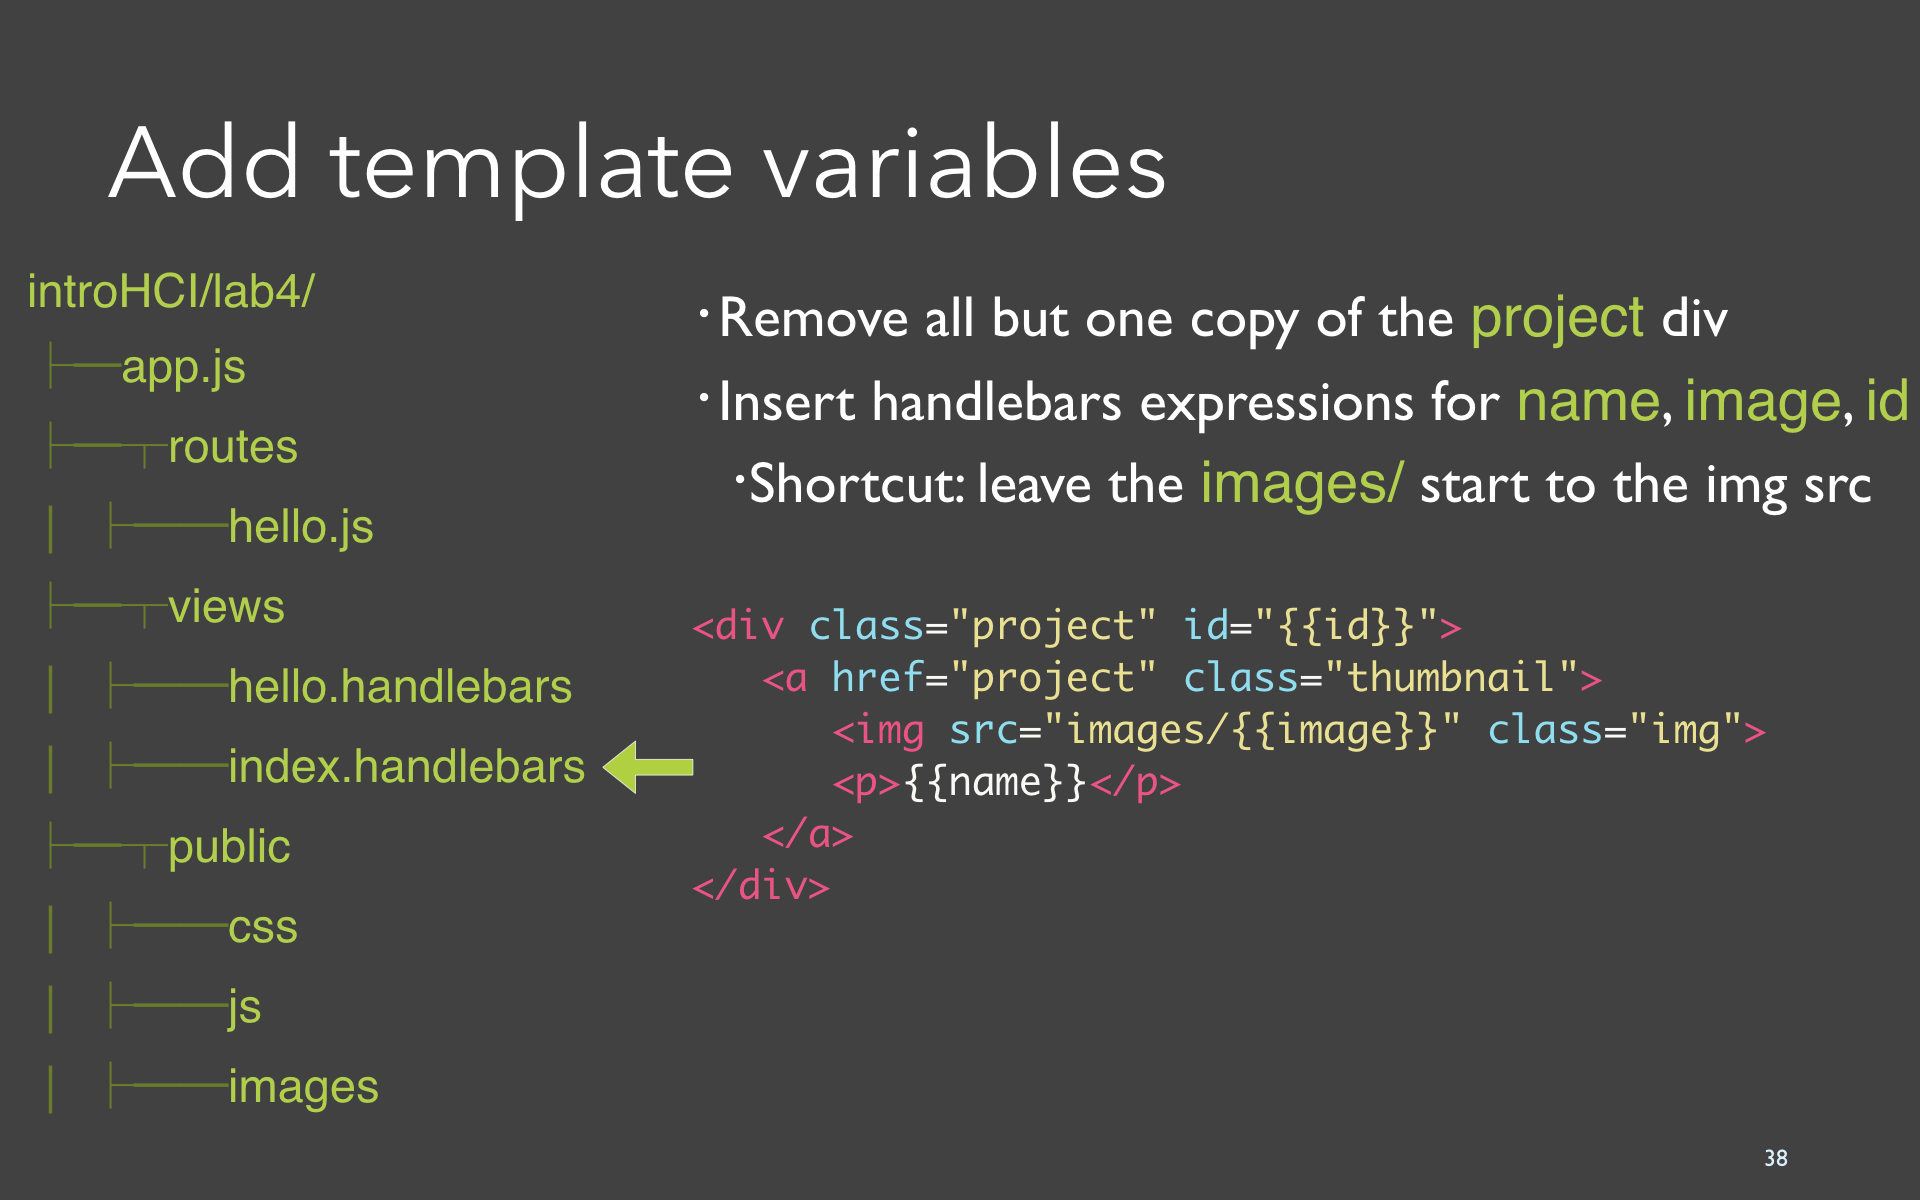 Add template variables
introHCI/lab4/
app.js
routes
hello.js
views
hello.handlebars
index.handlebars
public
css
js
images
·Remove all but one copy of the project div
·Insert handlebars expressions for name, image, id
·Shortcut: leave the images/ start to the img src
<div class="project" id="{{id}}">
<a href="project" class="thumbnail">
<img src="images/{{image}}" class="img">
<p>{{name}}</p>
</a>
</div>
38